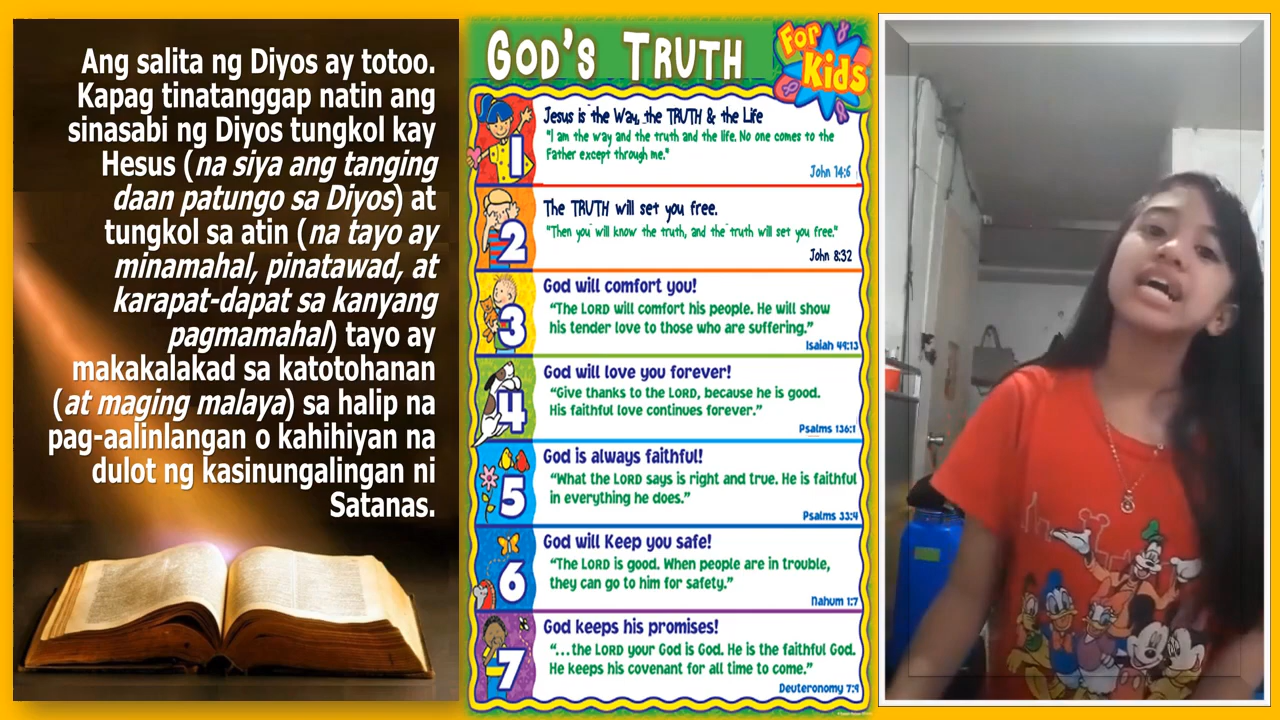 Ang salita ng Diyos ay totoo.
Kapag tinatanggap natin ang
sinasabi ng Diyos tungkol kay
Hesus (na siya ang tanging
daan patungo sa Diyos) at
tungkol sa atin (na tayo ay
minamahal, pinatawad, at
karapat-dapat sa kanyang
pagmamahal) tayo ay
makakalakad sa katotohanan
(at maging malaya) sa halip na
pag-aalinlangan o kahihiyan na
dulot ng kasinungalingan ni
Satanas.
GOD'S TRUTH
For
Kids
1
Jesus is the Way, the TRUTH & the Life
"I am the way and the truth and the life. No one comes to the
Father except through me."
John 14:6
2
The TRUTH will set you free.
"Then you will know the truth, and the truth will set you free."
John 8:32
3
God will comfort you!
"The LORD will comfort his people. He will show
his tender love to those who are suffering."
Isaiah 49:13
4
God will love you forever!
"Give thanks to the LORD, because he is good.
His faithful love continues forever."
Psalms 136:1
5
God is always faithful!
"What the LORD says is right and true. He is faithful
in everything he does."
Psalms 33:4
6
God will Keep you safe!
"The LORD is good. When people are in trouble,
they can go to him for safety."
Nahum 1:7
7
God keeps his promises!
"...the LORD your God is God. He is the faithful God.
He keeps his covenant for all time to come."
Deuteronomy 7:9